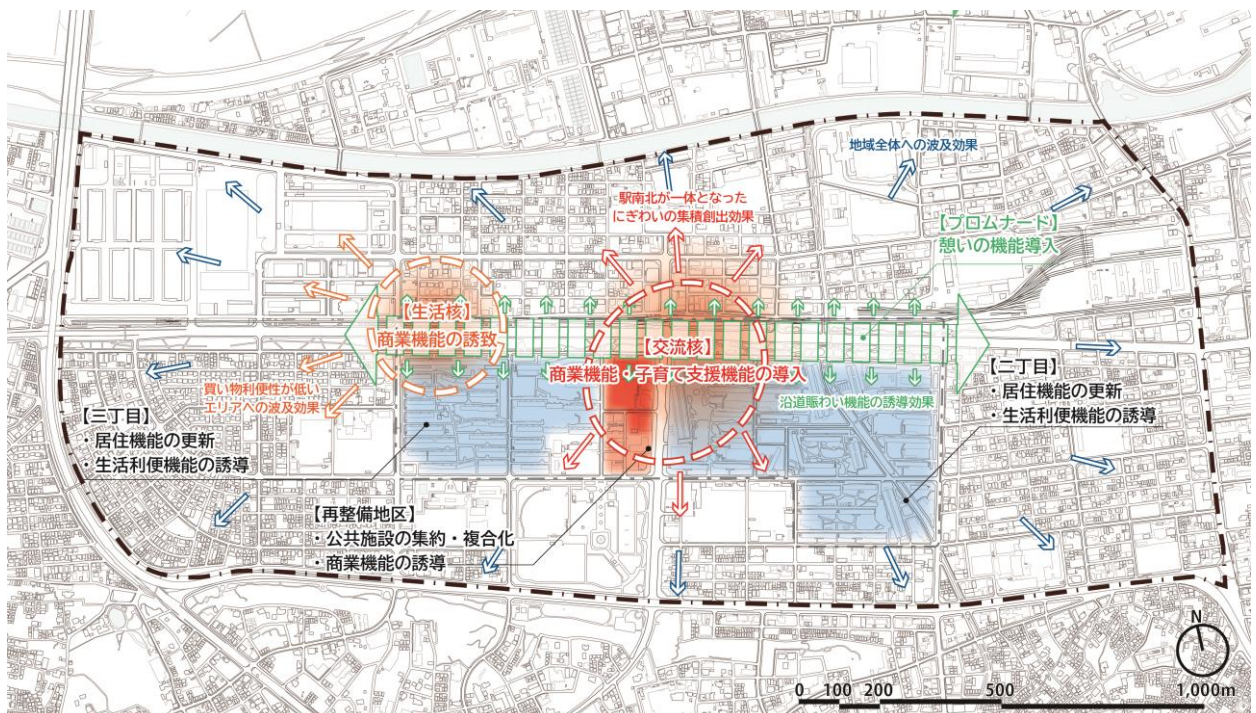 地域全体への波及効果
駅南北が一体となった
にぎわいの集積創出効果
【プロムナード】
憩いの機能導入
【生活核】
商業機能の誘致
【交流核】
商業機能・子育て支援機能の導入
買い物利便性が低い
エリアへの波及効果
沿道賑わい機能の誘導効果
【二丁目】
・居住機能の更新
・生活利便機能の誘導
【三丁目】
・居住機能の更新
・生活利便機能の誘導
【再整備地区】
・公共施設の集約・複合化
・商業機能の誘導
N
0 100 200 500 1,000m